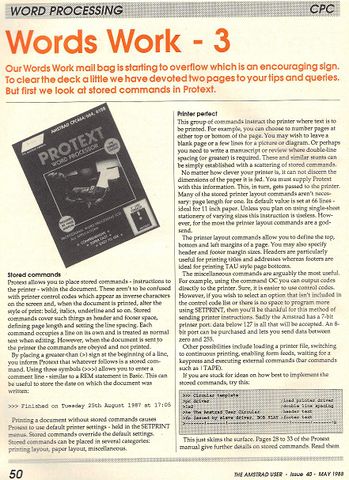 WORD PROCESSING
CPC
Words Work - 3
Our Words Work mail bag is starting to overflow which is an encouraging sign.
To clear the deck a little we have devoted two pages to your tips and queries.
But first we look at stored commands in Protext.
AMSTRAD CPC464, 664, 6128
PROTEXT
WORD PROCESSOR
Stored commands
Protext allows you to place stored commands - instructions to
the printer - within the document. These aren't to be confused
with printer control codes which appear as inverse characters
on the screen and, when the document is printed, alter the
style of print: bold, italics, underline and so on. Stored
commands cover such things as header and footer space,
defining page length and setting the line spacing. Each
command occupies a line on its own and is treated as normal
text when editing. However, when the document is sent to
the printer the commands are obeyed and not printed.
By placing a greater-than (>) sign at the beginning of a line,
you inform Protext that whatever follows is a stored com-
mand. Using three symbols (>>>) allows you to enter a
comment line - similar to a REM statement in Basic. This can
be useful to store the date on which the document was
written:
>>> Finished on Tuesday 25th August 1987 at 17:05
Printing a document without stored commands causes
Protext to use default printer settings - held in the SETPRINT
menus. Stored commands override the default settings.
Stored commands can be placed in several categories:
printing layout, paper layout, miscellaneous.
Printer perfect
This group of commands instruct the printer where text is to
be printed. For example, you can choose to number pages at
either top or bottom of the page. You may wish to leave a
blank page or a few lines for a picture or diagram. Or perhaps
you need to write a manuscript or review where double-line
spacing (or greater) is required. These and similar stunts can
be simply established with a scattering of stored commands.
No matter how clever your printer is, it can not discern the
dimensions of the paper it is fed. You must supply Protext
with this information. This, in turn, gets passed to the printer.
Many of the stored printer layout commands aren't neces-
sary: page length for one. Its default value is set at 66 lines -
ideal for 11 inch paper. Unless you plan on using single-sheet
stationery of varying sizes this instruction is useless. How-
ever, for the most the printer layout commands are a god-
send.
The printer layout commands allow you to define the top,
bottom and left margins of a page. You may also specify
header and footer margin sizes. Headers are particularly
useful for printing titles and addresses whereas footers are
ideal for printing TAU style page bottoms.
The miscellaneous commands are arguably the most useful.
For example, using the command OC you can output codes
directly to the printer. Sure, it is easier to use control codes.
However, if you wish to select an option that isn't included in
the control code list or there is no space to program more
using SETPRINT, then you'll be thankful for this method of
sending printer instructions. Sadly the Amstrad has a 7-bit
printer port: data below 127 is all that will be accepted. An 8-
bit port can be purchased and lets you send data between
zero and 255.
Other possibilities include loading a printer file, switching
to continuous printing, enabling form feeds, waiting for a
keypress and executing external commands (bar commands
such as |TAPE).
If you are stuck for ideas on how best to implement the
stored commands, try this:
>>> Circular template
This just skims the surface. Pages 28 to 33 of the Protext
manual give further details on stored commands. Read them
50
THE AMSTRAD USER - Issue 40 - MAY 1988